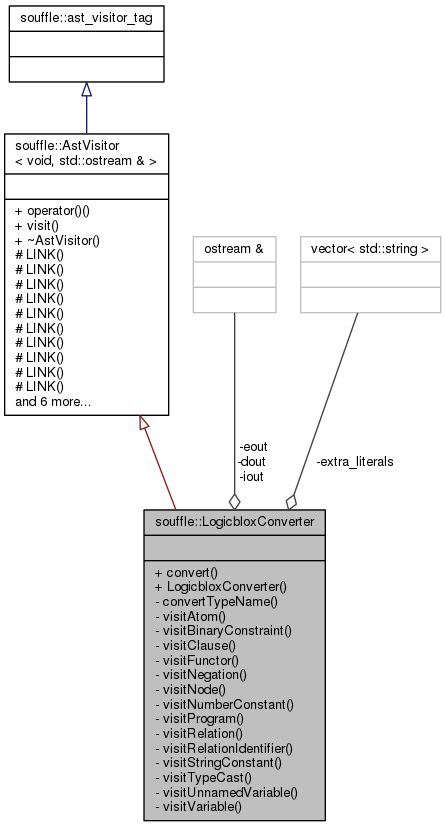 souffle::ast_visitor_tag
souffle::AstVisitor
< void, std::ostream & >
+ operator()()
+ visit()
+ ~AstVisitor()
# LINK()
# LINK()
# LINK()
# LINK()
# LINK()
# LINK()
# LINK()
# LINK()
# LINK()
# LINK()
and 6 more...
ostream &
vector< std::string >
-eout
-dout
-iout
-extra_literals
souffle::LogicbloxConverter
+ convert()
+ LogicbloxConverter()
- convertTypeName()
- visitAtom()
- visitBinaryConstraint()
- visitClause()
- visitFunctor()
- visitNegation()
- visitNode()
- visitNumberConstant()
- visitProgram()
- visitRelation()
- visitRelationIdentifier()
- visitStringConstant()
- visitTypeCast()
- visitUnnamedVariable()
- visitVariable()